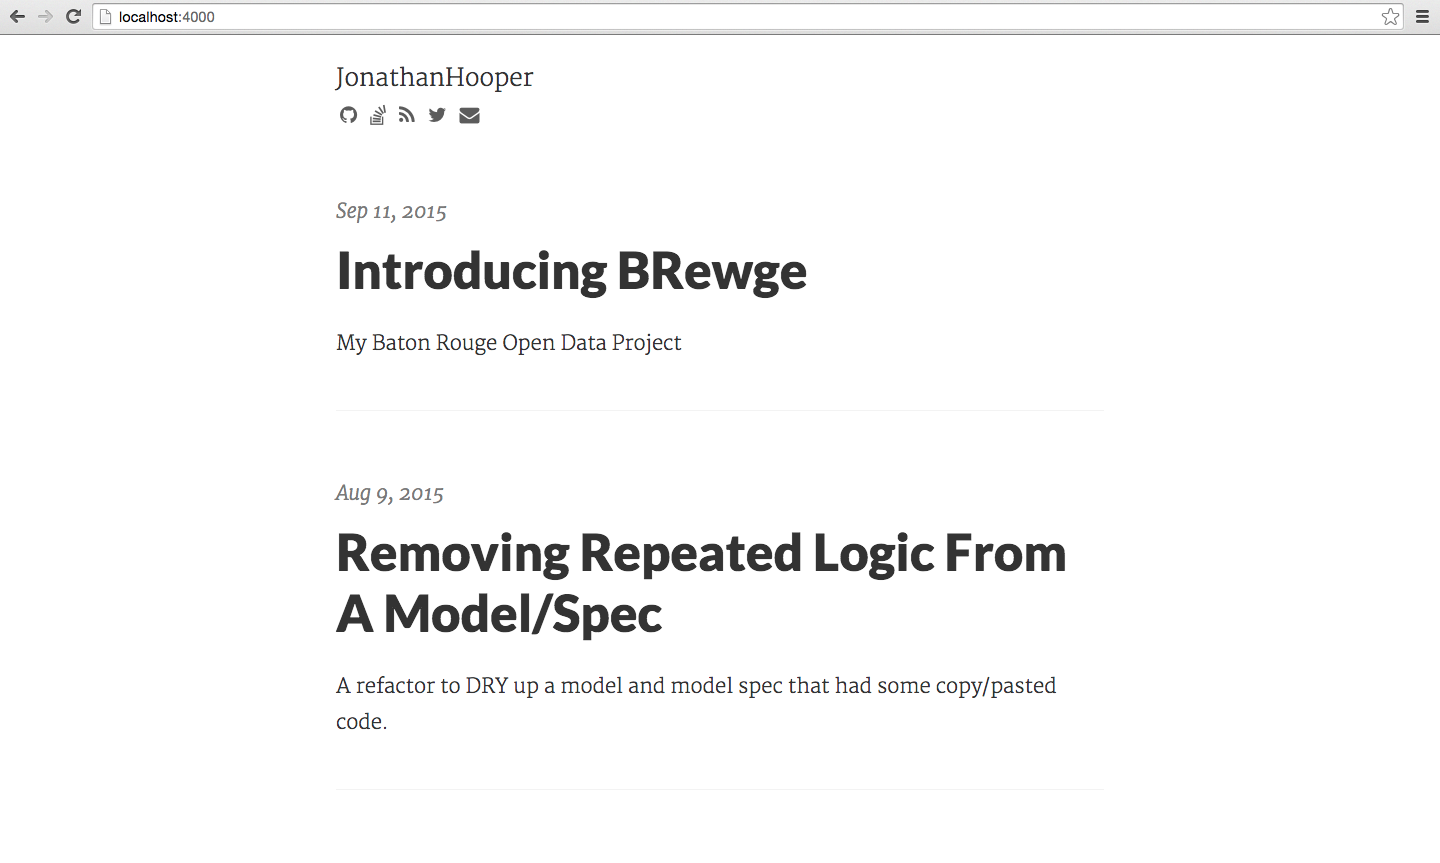 localhost:4000
JonathanHooper
Sep 11, 2015
Introducing BRewge
My Baton Rouge Open Data Project
Aug 9, 2015
Removing Repeated Logic From
A Model/Spec
A refactor to DRY up a model and model spec that had some copy/pasted
code.